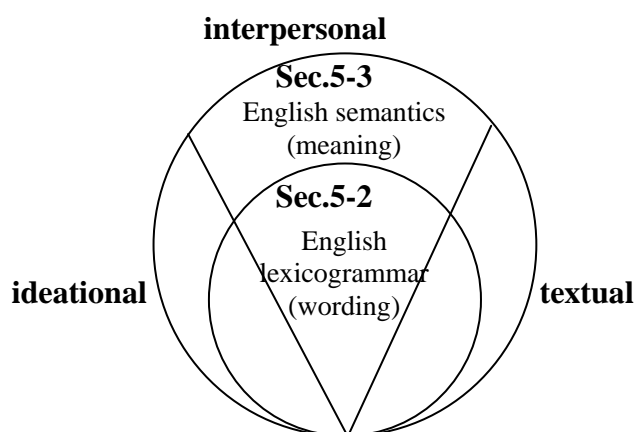 interpersonal
Sec.5-3
English semantics
(meaning)
Sec.5-2
English
lexicogrammar
(wording)
ideational
textual